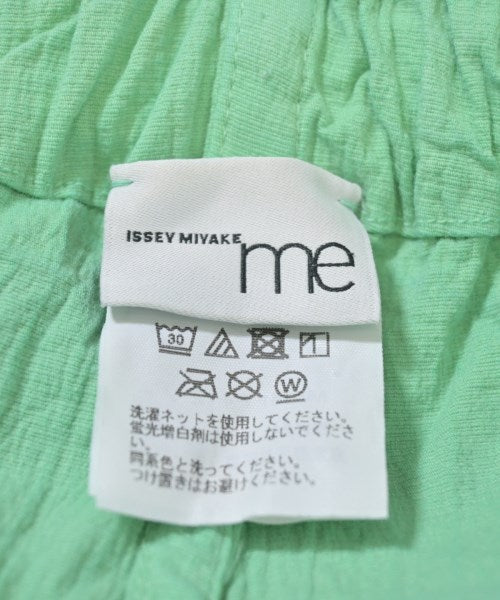 ISSEY MIYAKE me
30
W
洗濯ネットを使用してください。
蛍光増白剤は使用しないでください。
同系色と洗ってください。
つけ置きはお避けください。